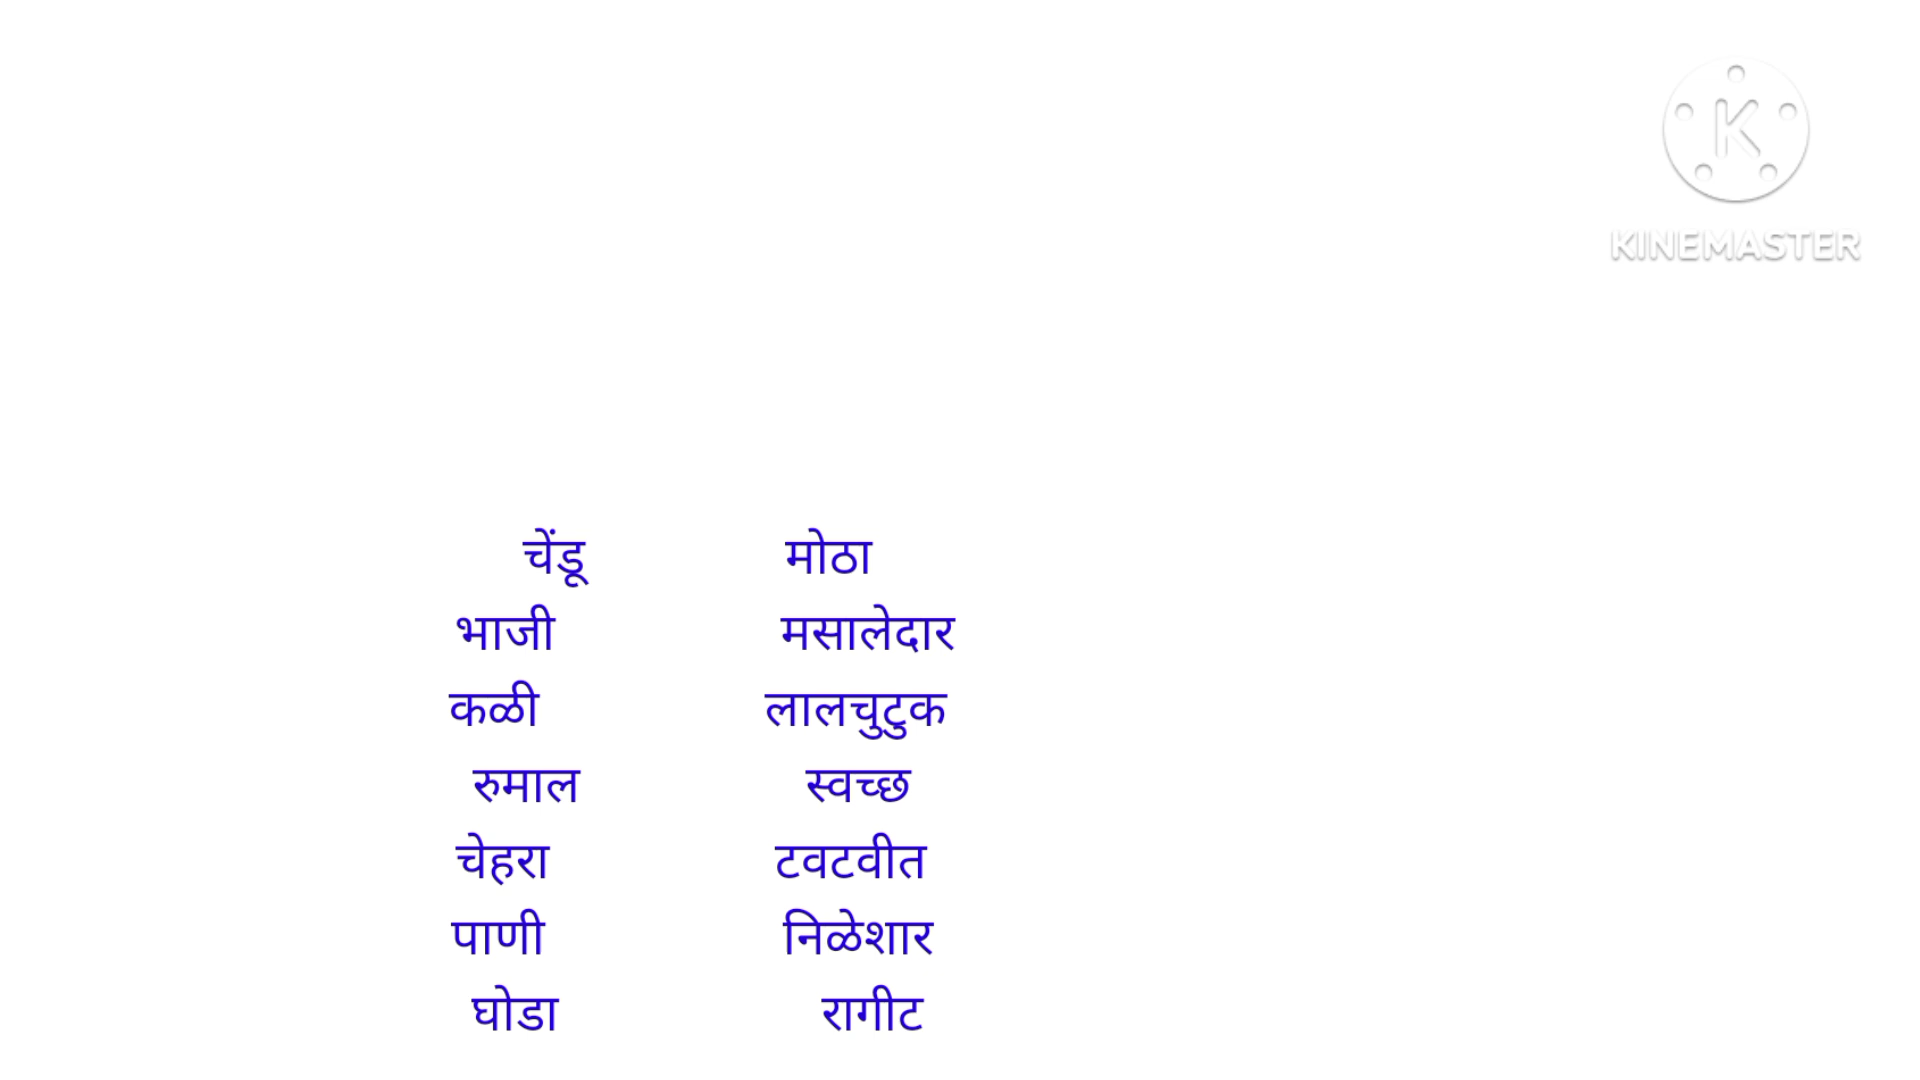 KINEMASTER
चेंडू मोठा
भाजी मसालेदार
कळी लालचुटुक
रुमाल स्वच्छ
चेहरा टवटवीत
पाणी निळेशार
घोडा रागीट